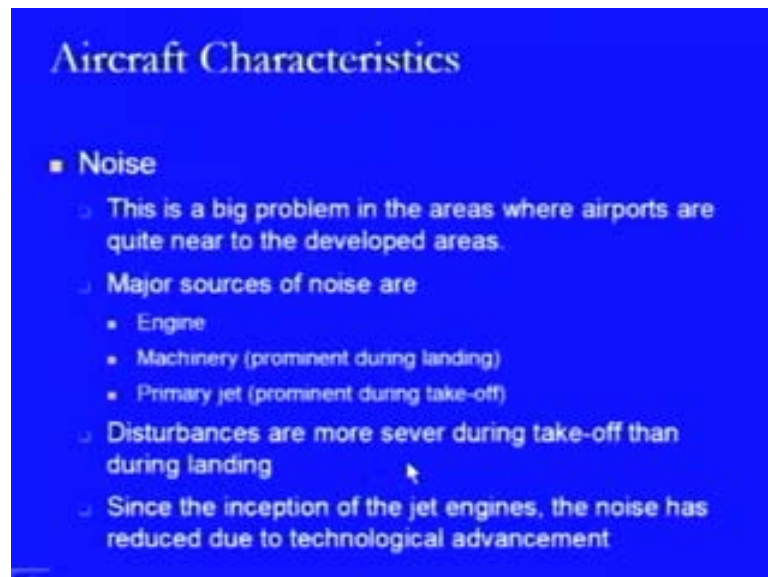 Aircraft Characteristics
Noise
This is a big problem in the areas where airports are
quite near to the developed areas.
Major sources of noise are
Engine
Machinery (prominent during landing)
Primary jet (prominent during take-off)
Disturbances are more sever during take-off than
during landing
Since the inception of the jet engines, the noise has
reduced due to technological advancement